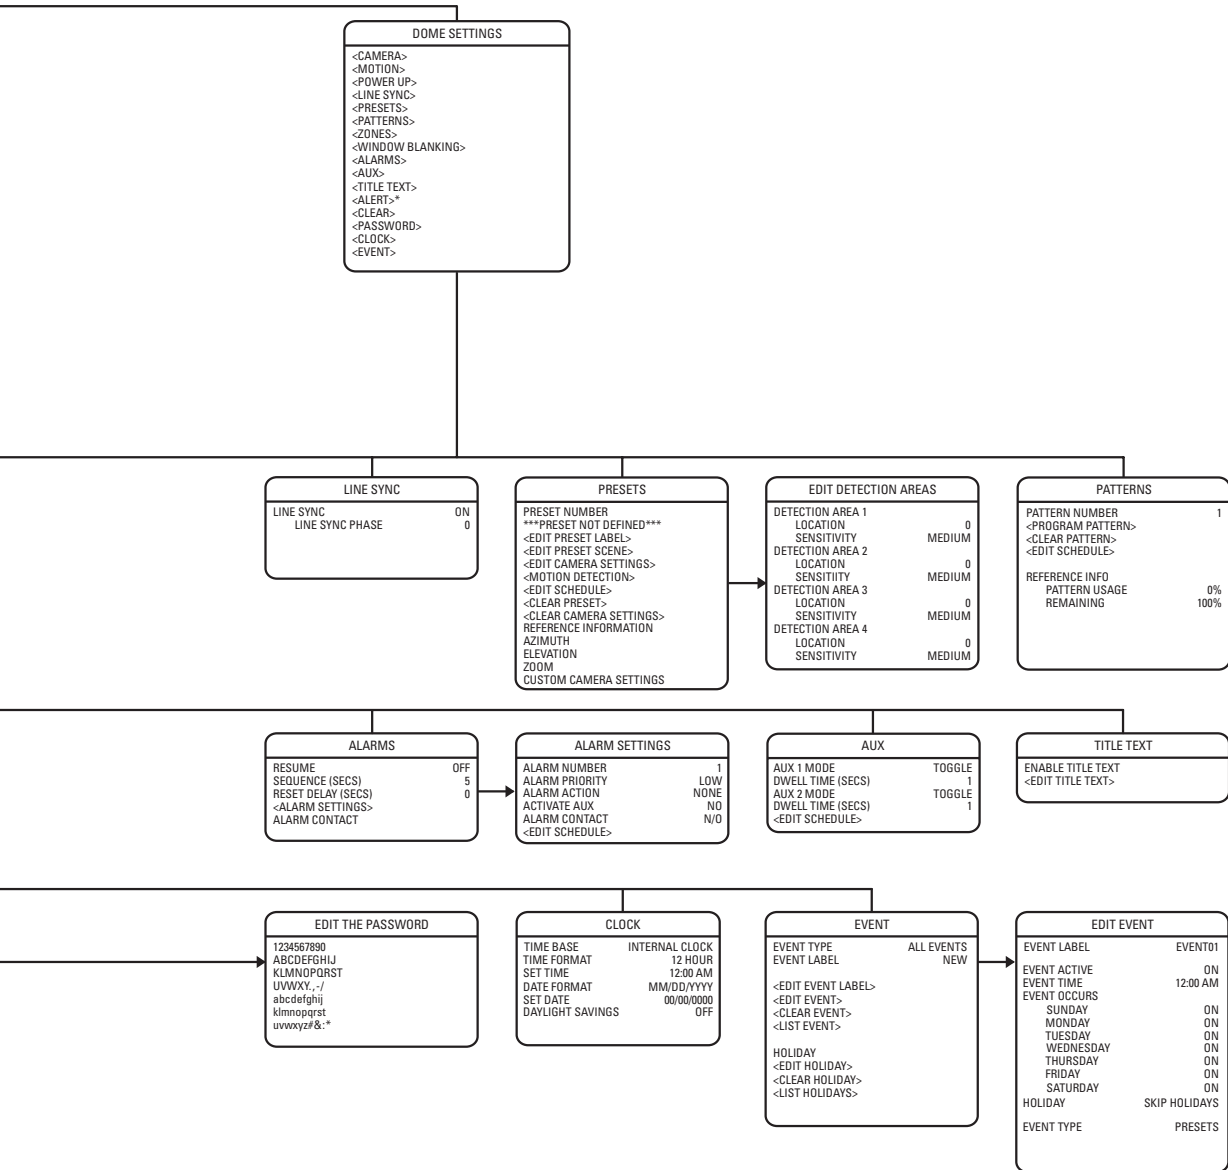 DOME SETTINGS
<CAMERA>
<MOTION>
<POWER UP>
<LINE SYNC>
<PRESETS>
<PATTERNS>
<ZONES>
<WINDOW BLANKING>
<ALARMS>
<AUX>
<TITLE TEXT>
<ALERT>*
<CLEAR>
<PASSWORD>
<CLOCK>
<EVENT>
LINE SYNC
LINE SYNC ON
LINE SYNC PHASE 0
PRESETS
PRESET NUMBER
***PRESET NOT DEFINED***
<EDIT PRESET LABEL>
<EDIT PRESET SCENE>
<EDIT CAMERA SETTINGS>
<MOTION DETECTION>
<EDIT SCHEDULE>
<CLEAR PRESET>
<CLEAR CAMERA SETTINGS>
REFERENCE INFORMATION
AZIMUTH
ELEVATION
ZOOM
CUSTOM CAMERA SETTINGS
EDIT DETECTION AREAS
DETECTION AREA 1
LOCATION 0
SENSITIVITY MEDIUM
DETECTION AREA 2
LOCATION 0
SENSITIITY MEDIUM
DETECTION AREA 3
LOCATION 0
SENSITIVITY MEDIUM
DETECTION AREA 4
LOCATION 0
SENSITIVITY MEDIUM
PATTERNS
PATTERN NUMBER 1
<PROGRAM PATTERN>
<CLEAR PATTERN>
<EDIT SCHEDULE>
REFERENCE INFO
PATTERN USAGE 0%
REMAINING 100%
ALARMS
RESUME OFF
SEQUENCE (SECS) 5
RESET DELAY (SECS) 0
<ALARM SETTINGS>
ALARM CONTACT
ALARM SETTINGS
ALARM NUMBER 1
ALARM PRIORITY LOW
ALARM ACTION NONE
ACTIVATE AUX NO
ALARM CONTACT N/O
<EDIT SCHEDULE>
AUX
AUX 1 MODE TOGGLE
DWELL TIME (SECS) 1
AUX 2 MODE TOGGLE
DWELL TIME (SECS) 1
<EDIT SCHEDULE>
TITLE TEXT
ENABLE TITLE TEXT
<EDIT TITLE TEXT>
EDIT THE PASSWORD
1234567890
ABCDEFGHIJ
KLMNOPQRST
UVWXY.,-/
abcdefghij
klmnopqrst
uvwxyz#&:*
CLOCK
TIME BASE INTERNAL CLOCK
TIME FORMAT 12 HOUR
SET TIME 12:00 AM
DATE FORMAT MM/DD/YYYY
SET DATE 00/00/0000
DAYLIGHT SAVINGS OFF
EVENT
EVENT TYPE ALL EVENTS
EVENT LABEL NEW
<EDIT EVENT LABEL>
<EDIT EVENT>
<CLEAR EVENT>
<LIST EVENT>
HOLIDAY
<EDIT HOLIDAY>
<CLEAR HOLIDAY>
<LIST HOLIDAYS>
EDIT EVENT
EVENT LABEL EVENT01
EVENT ACTIVE ON
EVENT TIME 12:00 AM
EVENT OCCURS
SUNDAY ON
MONDAY ON
TUESDAY ON
WEDNESDAY ON
THURSDAY ON
FRIDAY ON
SATURDAY ON
HOLIDAY SKIP HOLIDAYS
EVENT TYPE PRESETS